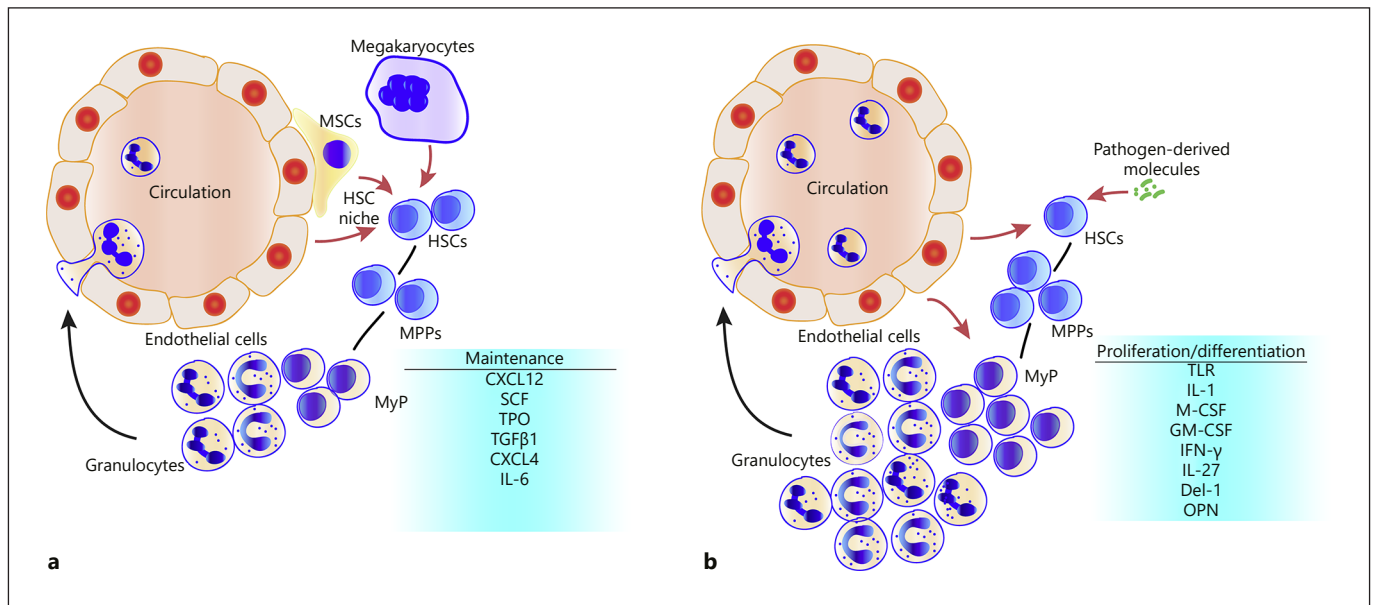 Megakaryocytes
MSCs
Circulation
HSC
niche
HSCs
MPPs
Endothelial cells
MyP
Granulocytes
Maintenance
CXCL12
SCF
TPO
TGFβ1
CXCL4
IL-6
a
Pathogen-derived
molecules
Circulation
HSCs
MPPs
Endothelial cells
MyP
Granulocytes
Proliferation/differentiation
TLR
IL-1
M-CSF
GM-CSF
IFN-γ
IL-27
Del-1
OPN
b